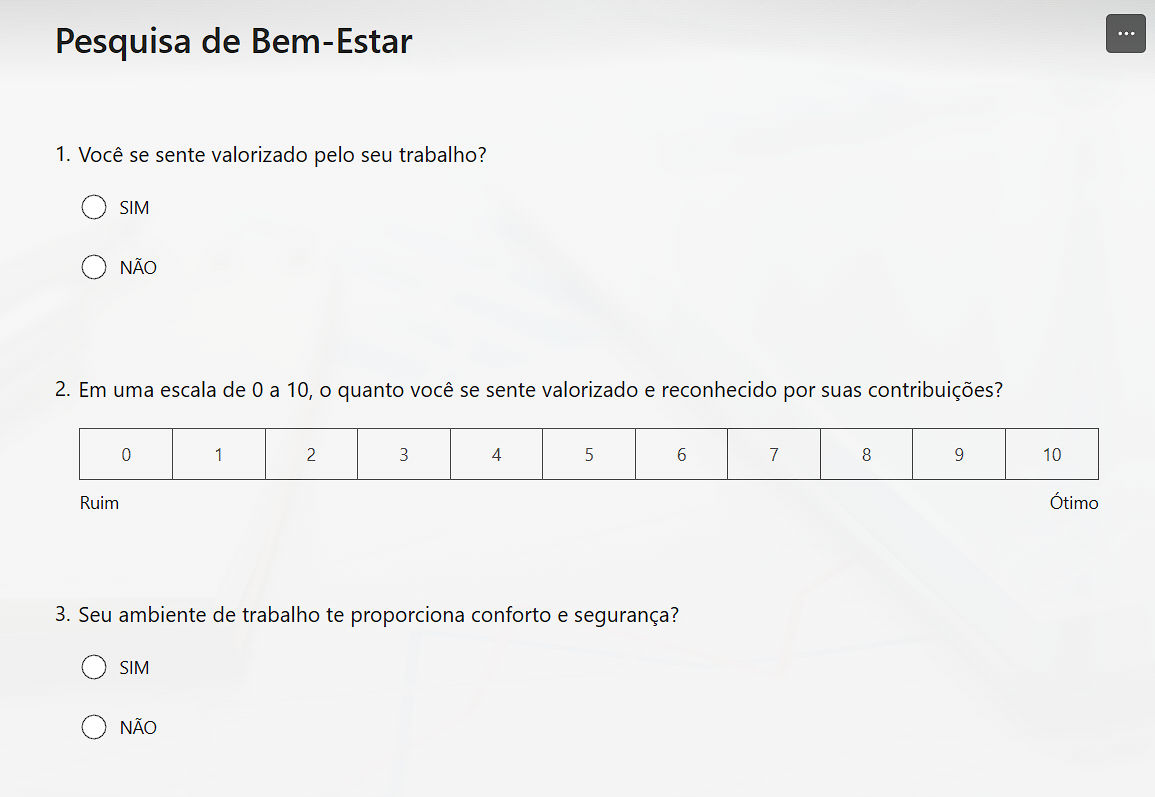 Pesquisa de Bem-Estar
...
1. Você se sente valorizado pelo seu trabalho?
SIM
NÃO
2. Em uma escala de 0 a 10, o quanto você se sente valorizado e reconhecido por suas contribuições?
0 1 2 3 4 5 6 7 8 9 10
Ruim Ótimo
3. Seu ambiente de trabalho te proporciona conforto e segurança?
SIM
NÃO